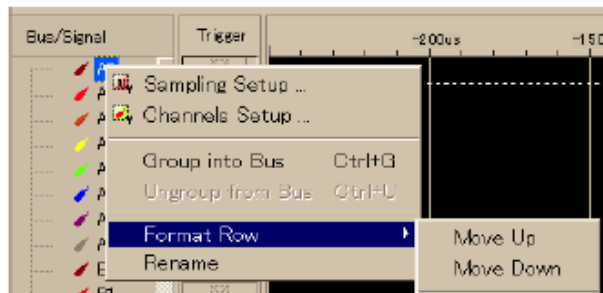 Bus/Signal Trigger -200us -150
Sampling Setup ...
Channels Setup ...
Group into Bus Ctrl+G
Ungroup from Bus Ctrl+U
Format Row Move Up
Rename Move Down